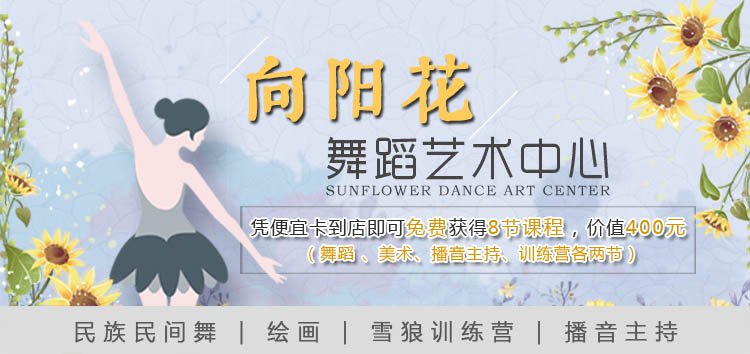 向阳花
舞蹈艺术中心
SUNFLOWER DANCE ART CENTER
凭便宜卡到店即可免费获得8节课程，价值400元
（舞蹈 、美术、播音主持、训练营各两节）
民族民间舞 | 绘画 | 雪狼训练营 | 播音主持